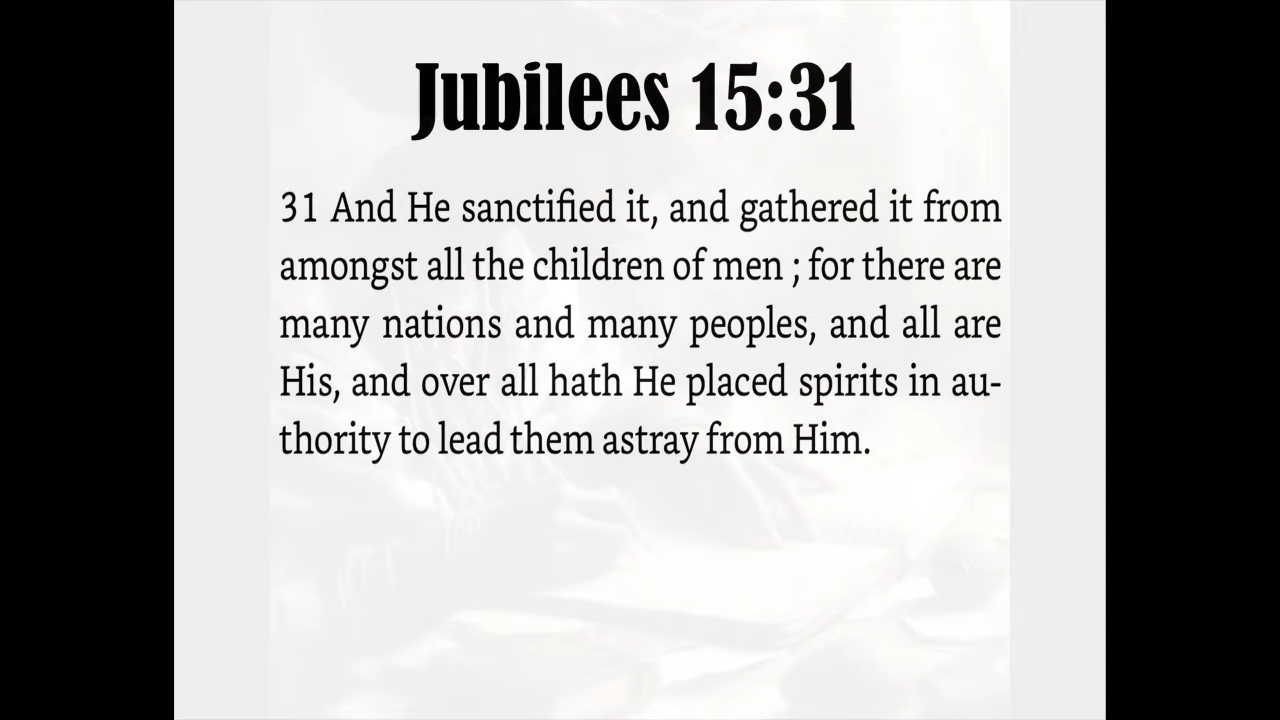 Jubilees 15:31
31 And He sanctified it, and gathered it from
amongst all the children of men ; for there are
many nations and many peoples, and all are
His, and over all hath He placed spirits in au-
thority to lead them astray from Him.